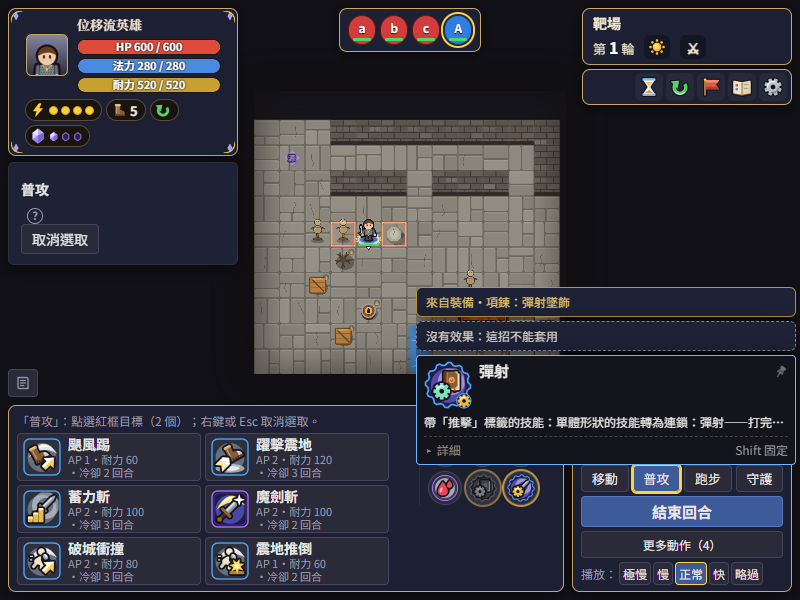 位移流英雄
HP 600 / 600
法力 280 / 280
耐力 520 / 520
5
a
b
c
A
靶場
第 1 輪
普攻
?
取消選取
來自裝備・項鍊：彈射墜飾
沒有效果：這招不能套用
彈射
帶「推擊」標籤的技能：單體形狀的技能轉為連鎖：彈射——打完…
▸ 詳細
Shift 固定
「普攻」：點選紅框目標（2 個）；右鍵或 Esc 取消選取。
颶風踢
AP 1・耐力 60
・冷卻 2 回合
躍擊震地
AP 2・耐力 120
・冷卻 3 回合
蓄力斬
AP 2・耐力 100
・冷卻 3 回合
魔劍斬
AP 2・耐力 100
・冷卻 2 回合
破城衝撞
AP 2・耐力 80
・冷卻 3 回合
震地推倒
AP 1・耐力 60
・冷卻 2 回合
移動
普攻
跑步
守護
結束回合
更多動作（4）
播放：
極慢
慢
正常
快
略過